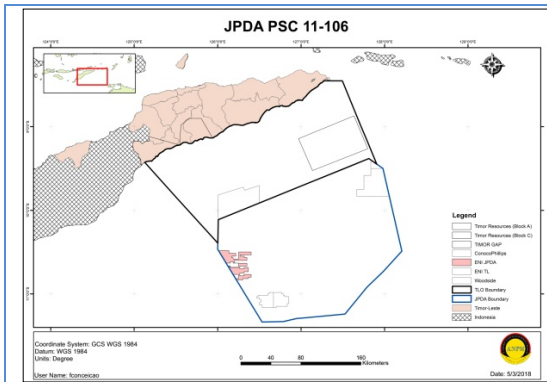 JPDA PSC 11-106
Legend
Timor Resources (Block A)
Timor Resources (Block C)
TIMOR GAP
ConocoPhillips
ENI JPDA
ENI TL
Woodside
TLO Boundary
JPDA Boundary
Timor-Leste
Indonesia
Coordinate System: GCS WGS 1984
Datum: WGS 1984
Units: Degree
User Name: fconceicao
0 40 80 160
Kilometers
ANPM
Date: 5/3/2018